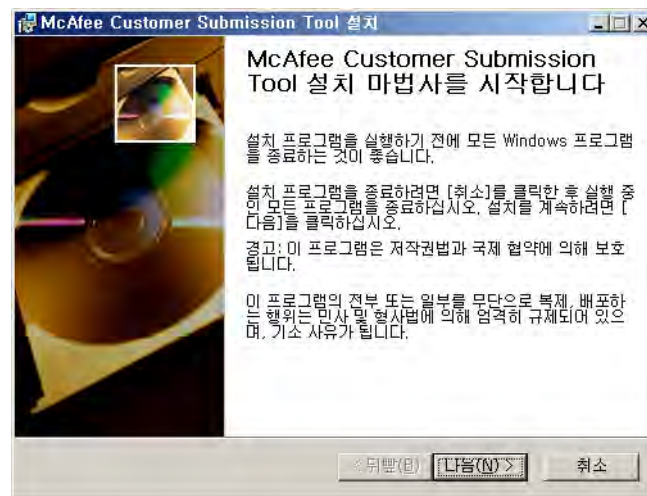 McAfee Customer Submission Tool 설치
McAfee Customer Submission
Tool 설치 마법사를 시작합니다
설치 프로그램을 실행하기 전에 모든 Windows 프로그램
을 종료하는 것이 좋습니다.
설치 프로그램을 종료하려면 [취소]를 클릭한 후 실행 중
인 모든 프로그램을 종료하십시오. 설치를 계속하려면 [
다음]을 클릭하십시오.
경고: 이 프로그램은 저작권법과 국제 협약에 의해 보호
됩니다.
이 프로그램의 전부 또는 일부를 무단으로 복제, 배포하
는 행위는 민사 및 형사법에 의해 엄격히 규제되어 있으
며, 기소 사유가 됩니다.
(B)
다음(N) >
취소